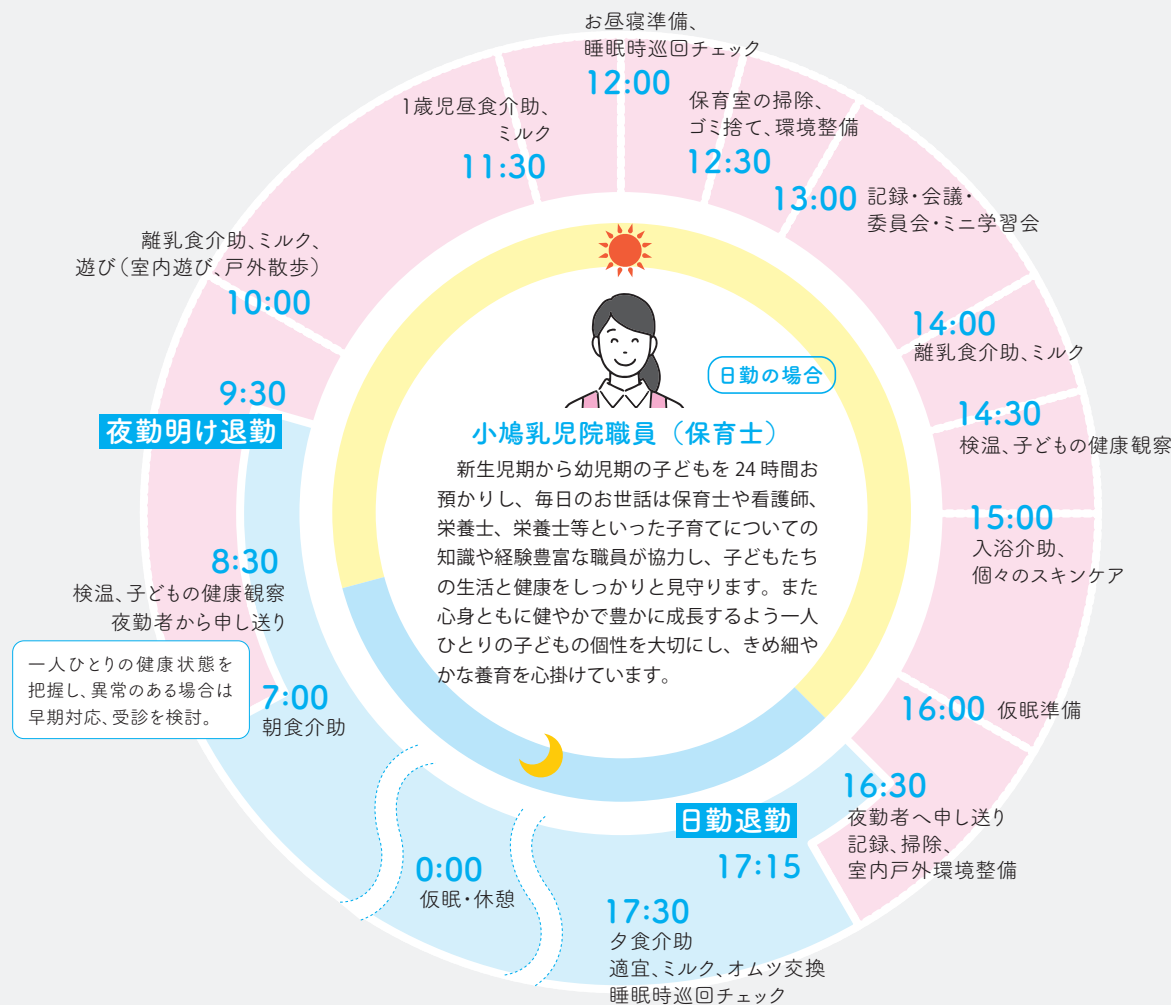 お昼寝準備、
睡眠時巡回チェック
12:00
保育室の掃除、
ゴミ捨て、環境整備
12:30
13:00
記録・会議・
委員会・ミニ学習会
14:00
離乳食介助、ミルク
14:30
検温、子どもの健康観察
15:00
入浴介助、
個々のスキンケア
16:00 仮眠準備
16:30
夜勤者へ申し送り
記録、掃除、
室内戸外環境整備
日勤退勤
17:15
17:30
夕食介助
適宜、ミルク、オムツ交換
睡眠時巡回チェック
0:00
仮眠・休憩
7:00
朝食介助
8:30
検温、子どもの健康観察
夜勤者から申し送り
一人ひとりの健康状態を
把握し、異常のある場合は
早期対応、受診を検討。
9:30
夜勤明け退勤
離乳食介助、ミルク、
遊び（室内遊び、戸外散歩）
10:00
1歳児昼食介助、
ミルク
11:30
日勤の場合
小鳩乳児院職員（保育士）
新生児期から幼児期の子どもを 24 時間お
預かりし、毎日のお世話は保育士や看護師、
栄養士、栄養士等といった子育てについての
知識や経験豊富な職員が協力し、子どもたち
の生活と健康をしっかりと見守ります。また
心身ともに健やかで豊かに成長するよう一人
ひとりの子どもの個性を大切にし、きめ細や
かな養育を心掛けています。